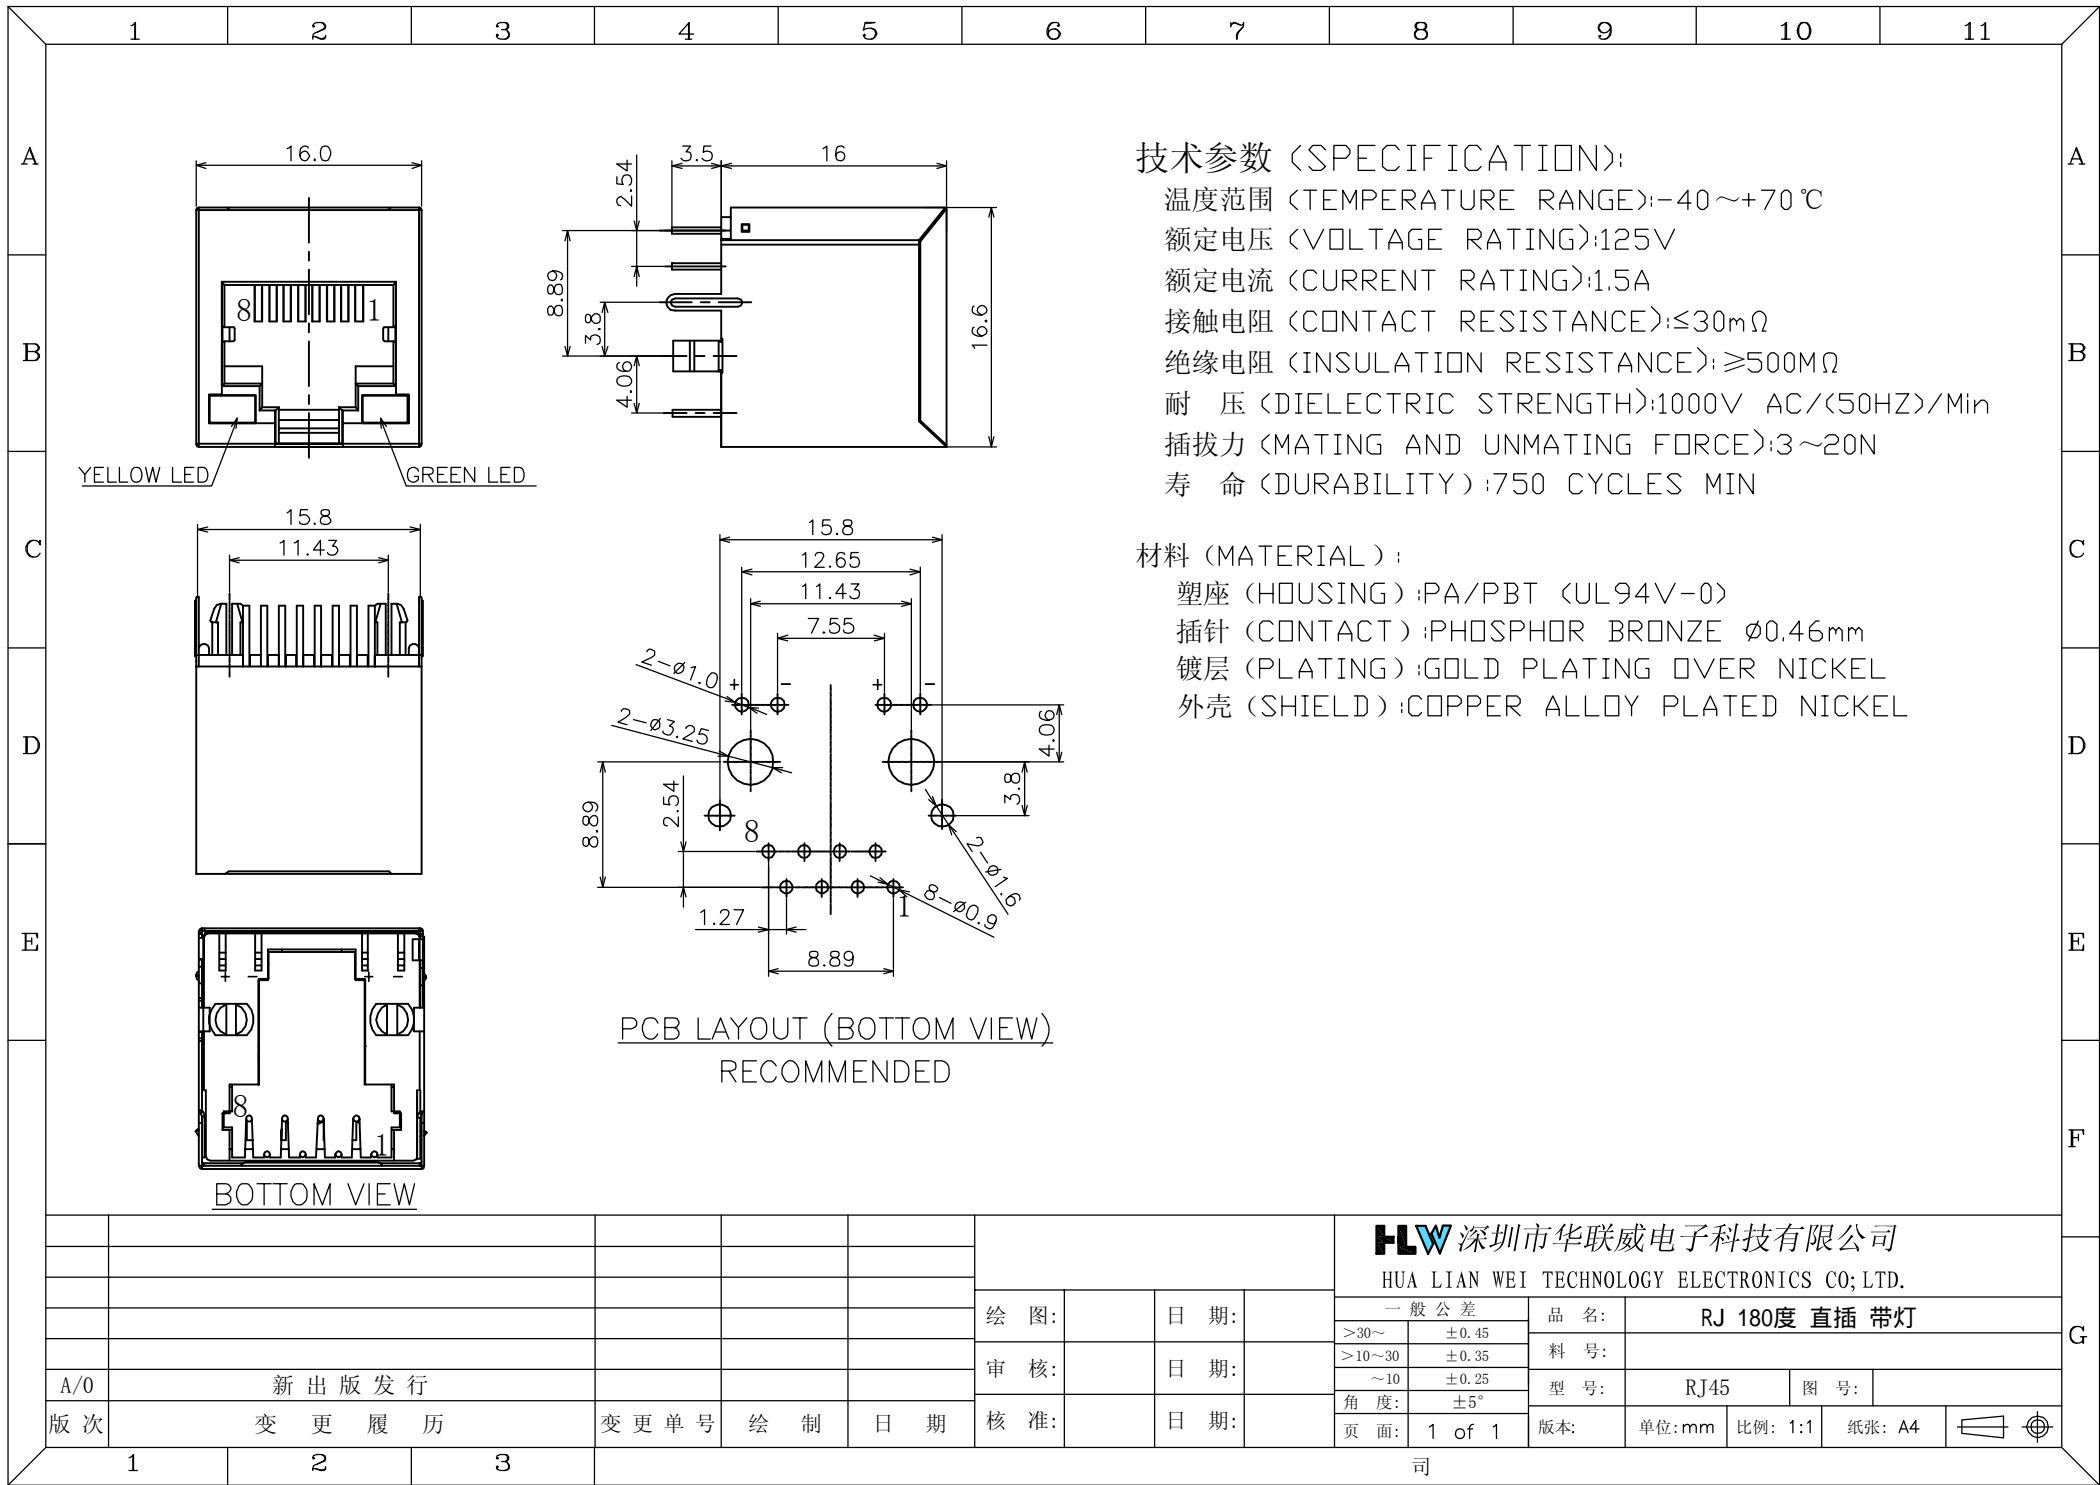 1 2 3 4 5 6 7 8 9 10 11
A
B
C
D
E
A
B
C
D
E
F
G
16.0
8 1
YELLOW LED
GREEN LED
3.5
16
2.54
8.89
3.8
4.06
16.6
15.8
11.43
+ - + -
8
1
BOTTOM VIEW
15.8
12.65
11.43
7.55
2-ø1.0
2-ø3.25
+ - + -
4.06
3.8
8.89
2.54
8
1
2-ø1.6
8-ø0.9
1.27
8.89
PCB LAYOUT (BOTTOM VIEW)
RECOMMENDED
技术参数 (SPECIFICATION):
温度范围 (TEMPERATURE RANGE):-40～+70℃
额定电压 (VOLTAGE RATING):125V
额定电流 (CURRENT RATING):1.5A
接触电阻 (CONTACT RESISTANCE):≤30mΩ
绝缘电阻 (INSULATION RESISTANCE):≥500MΩ
耐 压 (DIELECTRIC STRENGTH):1000V AC/(50HZ)/Min
插拔力 (MATING AND UNMATING FORCE):3～20N
寿 命 (DURABILITY):750 CYCLES MIN
材料 (MATERIAL):
塑座 (HOUSING):PA/PBT (UL94V-0)
插针 (CONTACT):PHOSPHOR BRONZE Ø0.46mm
镀层 (PLATING):GOLD PLATING OVER NICKEL
外壳 (SHIELD):COPPER ALLOY PLATED NICKEL
A/0 新出版发行
版次 变更履历 变更单号 绘制 日期
绘 图: 日 期:
审 核: 日 期:
核 准: 日 期:
HLW 深圳市华联威电子科技有限公司
HUA LIAN WEI TECHNOLOGY ELECTRONICS CO;LTD.
一般公差
>30～ ±0.45
>10～30 ±0.35
～10 ±0.25
角 度: ±5°
页 面: 1 of 1
品 名: RJ 180度 直插 带灯
料 号:
型 号: RJ45 图 号:
版本: 单位:mm 比例: 1:1 纸张: A4
1 2 3
司